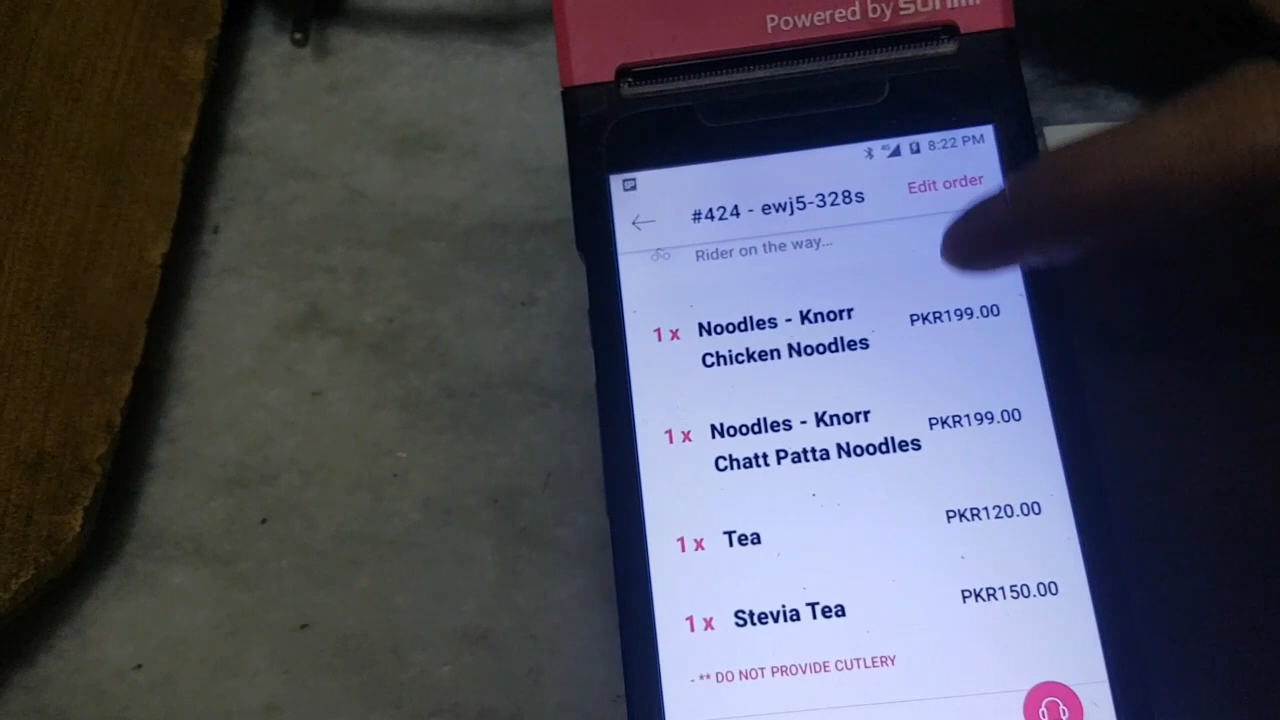 Powered by SUNMI
8:22 PM
#424 - ewj5-328s
Edit order
Rider on the way...
1 x Noodles - Knorr PKR199.00
Chicken Noodles
1 x Noodles - Knorr PKR199.00
Chatt Patta Noodles
1 x Tea PKR120.00
1 x Stevia Tea PKR150.00
- ** DO NOT PROVIDE CUTLERY